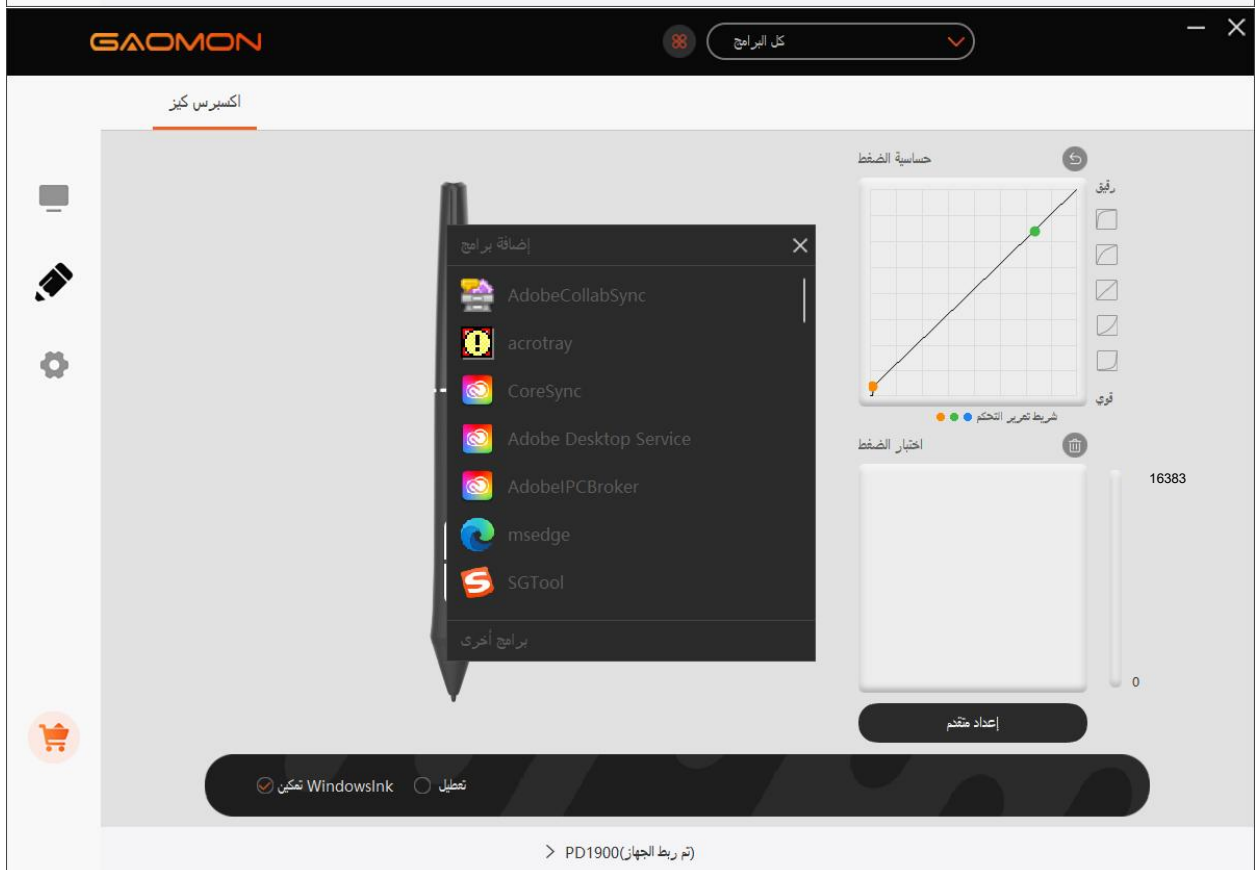 GAOMON
كل البرامج
اكسبرس كيز
حساسية الضغط
رقيق
إضافة برامج
AdobeCollabSync
acrotray
CoreSync
Adobe Desktop Service
AdobeIPCBroker
msedge
SGTool
برامج أخرى
قوي
شريط تمرير التحكم
اختبار الضغط
16383
0
إعداد متقدم
تمكين WindowsInk
تعطيل
PD1900(تم ربط الجهاز)